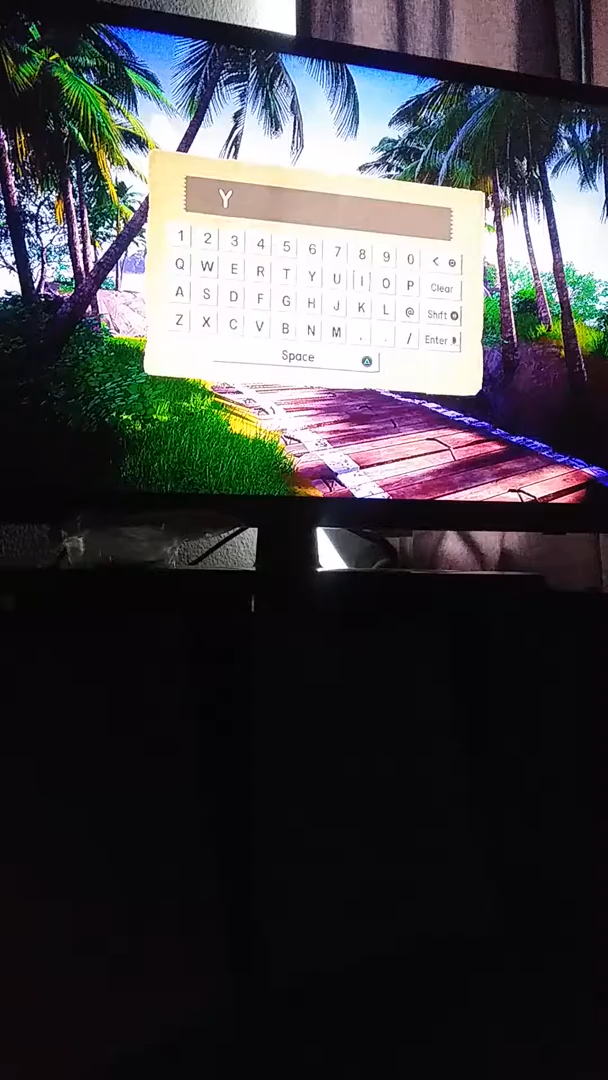 Y
1 2 3 4 5 6 7 8 9 0 <
Q W E R T Y U I O P Clear
A S D F G H J K L @ Shift
Z X C V B N M , . / Enter
Space